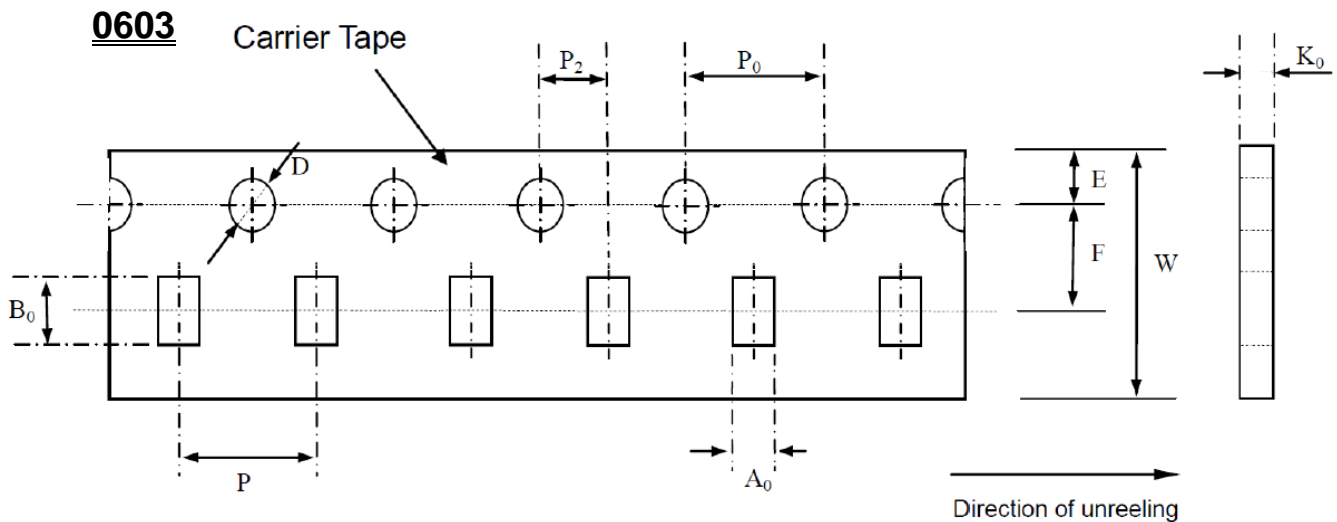 0603
Carrier Tape
P₂
P₀
K₀
D
E
F
W
B₀
P
A₀
Direction of unreeling